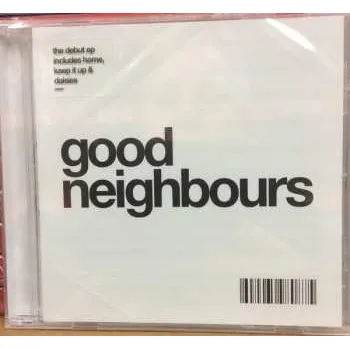 the debut ep
includes home,
keep it up &
daisies
good
neighbours